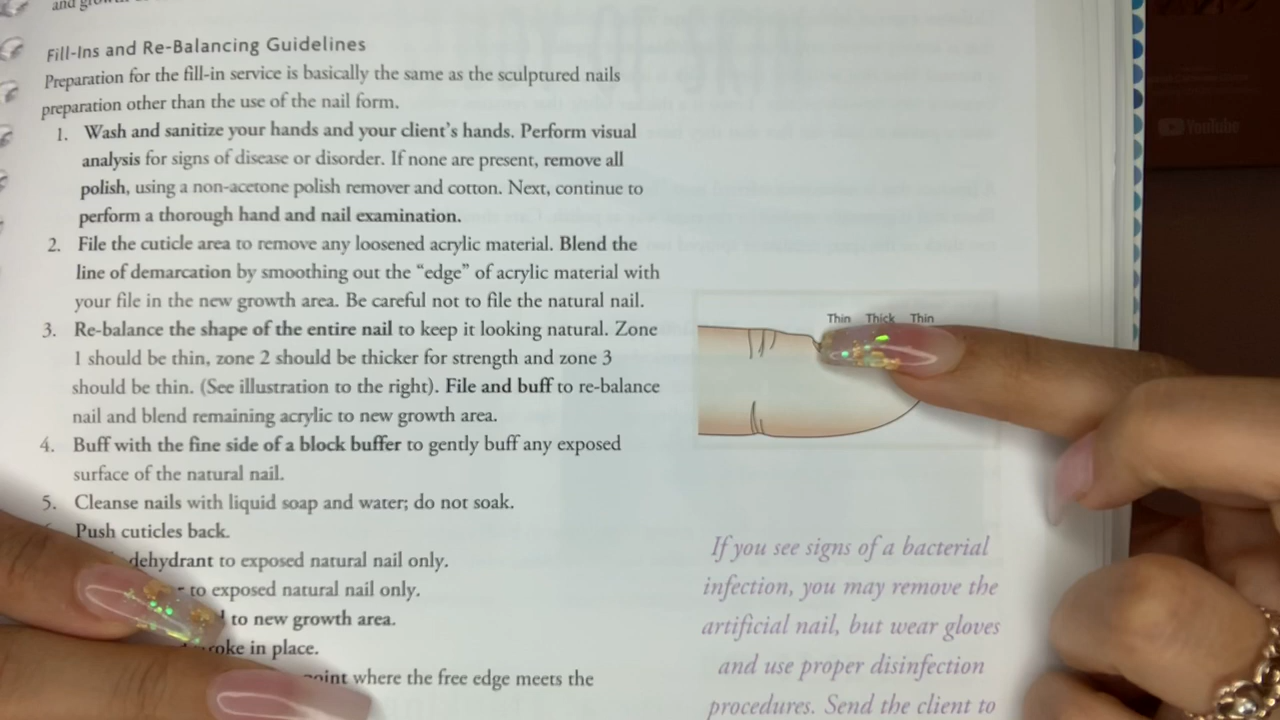 and
Fill-Ins and Re-Balancing Guidelines
Preparation for the fill-in service is basically the same as the sculptured nails
preparation other than the use of the nail form.
1. Wash and sanitize your hands and your client's hands. Perform visual
analysis for signs of disease or disorder. If none are present, remove all
polish, using a non-acetone polish remover and cotton. Next, continue to
perform a thorough hand and nail examination.
2. File the cuticle area to remove any loosened acrylic material. Blend the
line of demarcation by smoothing out the "edge" of acrylic material with
your file in the new growth area. Be careful not to file the natural nail.
3. Re-balance the shape of the entire nail to keep it looking natural. Zone
1 should be thin, zone 2 should be thicker for strength and zone 3
should be thin. (See illustration to the right). File and buff to re-balance
nail and blend remaining acrylic to new growth area.
4. Buff with the fine side of a block buffer to gently buff any exposed
surface of the natural nail.
5. Cleanse nails with liquid soap and water; do not soak.
Push cuticles back.
dehydrant to exposed natural nail only.
to exposed natural nail only.
to new growth area.
in place.
where the free edge meets the
Thin Thick Thin
If you see signs of a bacterial
infection, you may remove the
artificial nail, but wear gloves
and use proper disinfection
procedures. Send the client to
YouTube